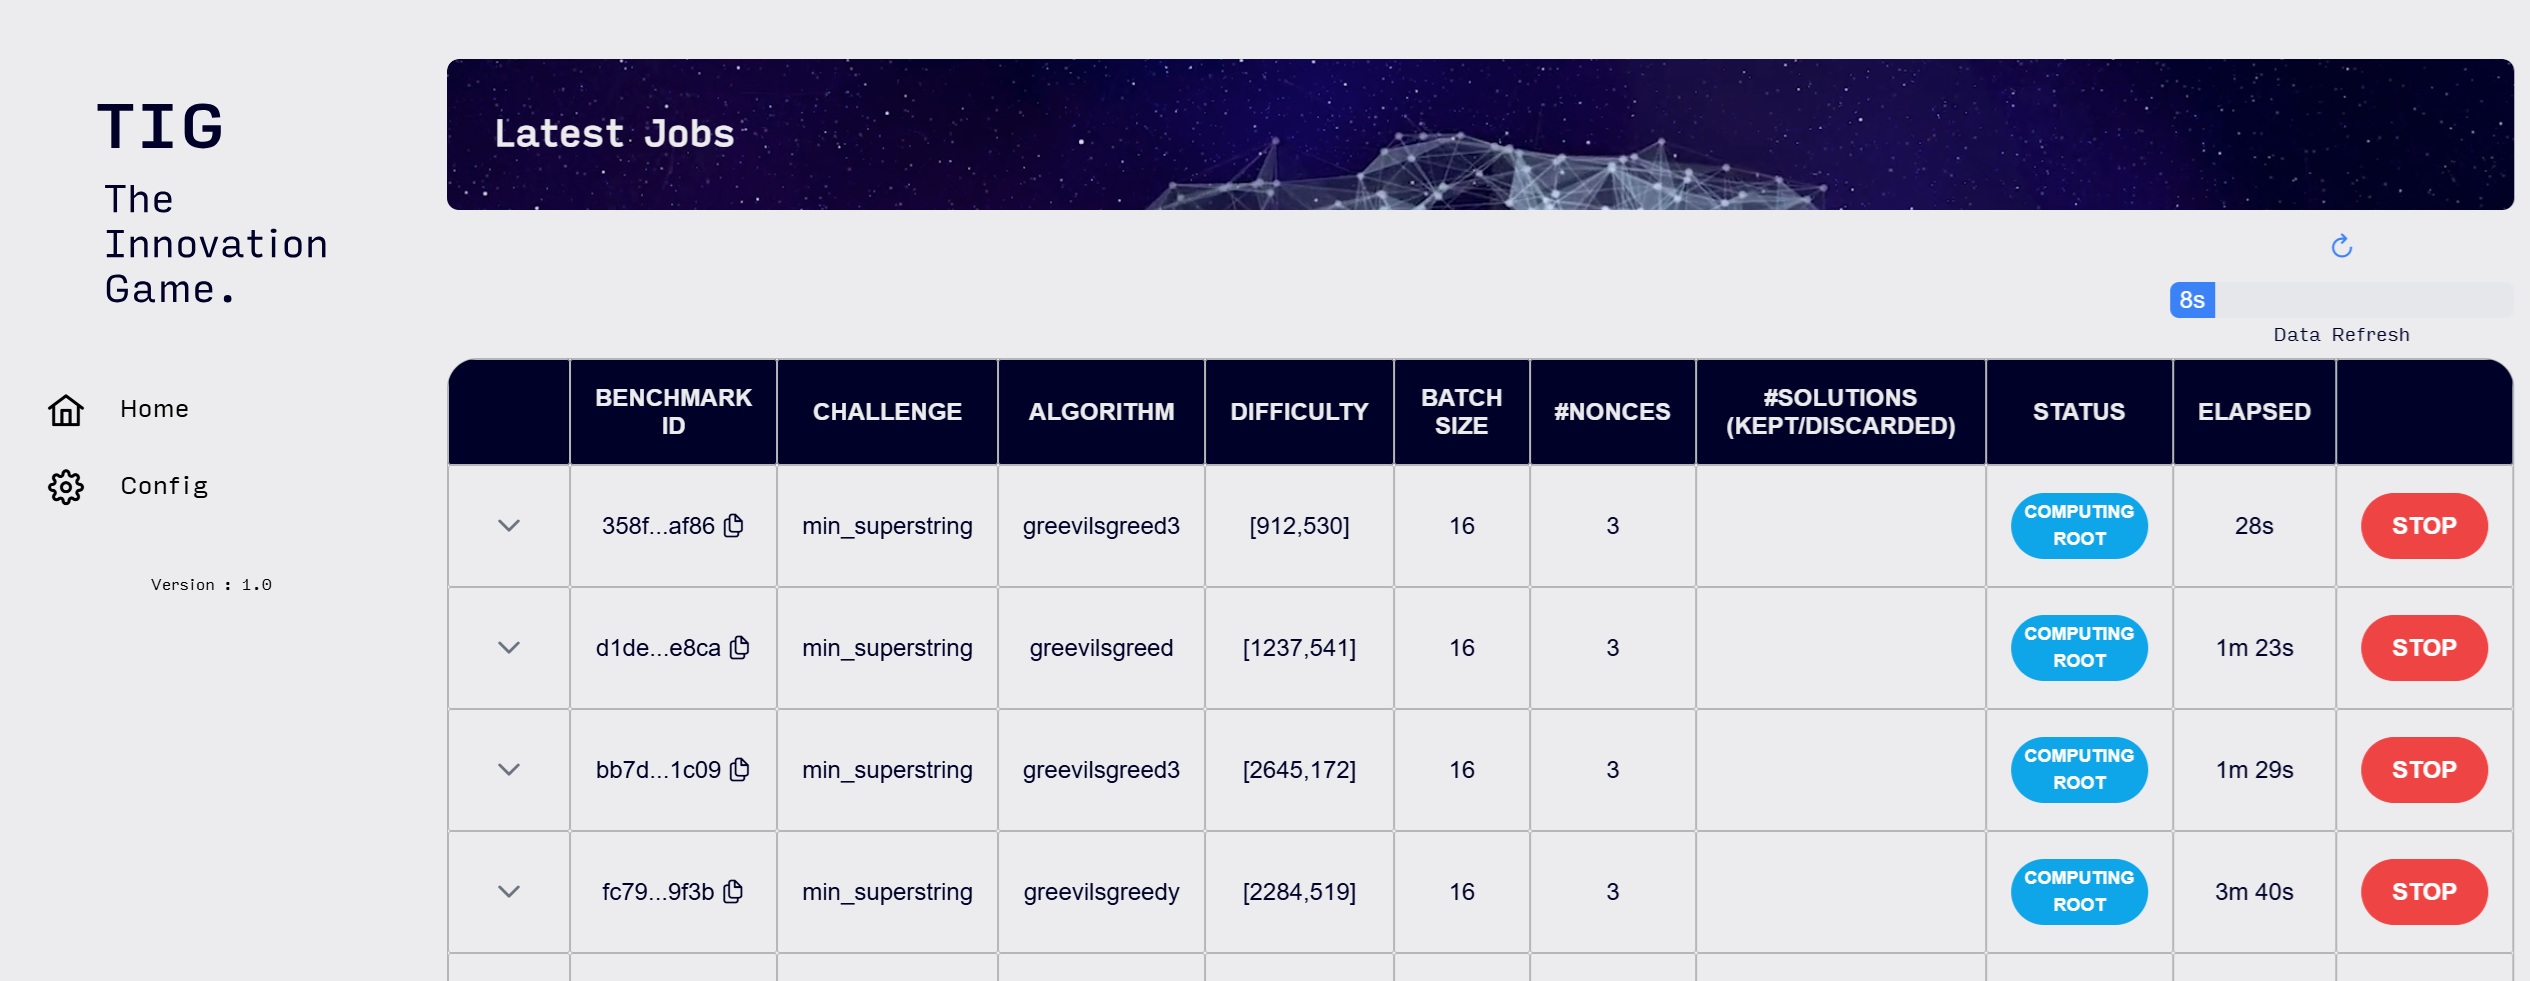 TIG
The
Innovation
Game.
Home
Config
Version : 1.0
Latest Jobs
8s
Data Refresh
BENCHMARK
ID
CHALLENGE
ALGORITHM
DIFFICULTY
BATCH
SIZE
#NONCES
#SOLUTIONS
(KEPT/DISCARDED)
STATUS
ELAPSED
358f...af86 min_superstring greevilsgreed3 [912,530] 16 3 COMPUTING ROOT 28s STOP
d1de...e8ca min_superstring greevilsgreed [1237,541] 16 3 COMPUTING ROOT 1m 23s STOP
bb7d...1c09 min_superstring greevilsgreed3 [2645,172] 16 3 COMPUTING ROOT 1m 29s STOP
fc79...9f3b min_superstring greevilsgreedy [2284,519] 16 3 COMPUTING ROOT 3m 40s STOP